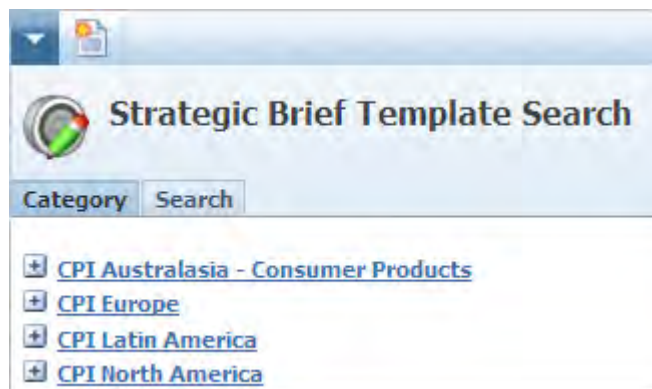 Strategic Brief Template Search
Category Search
CPI Australasia - Consumer Products
CPI Europe
CPI Latin America
CPI North America